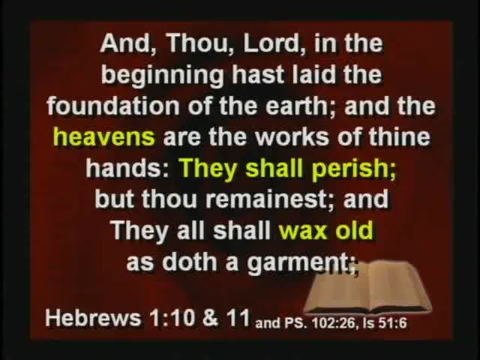 And, Thou, Lord, in the
beginning hast laid the
foundation of the earth; and the
heavens are the works of thine
hands: They shall perish;
but thou remainest; and
They all shall wax old
as doth a garment;
Hebrews 1:10 & 11 and PS. 102:26, Is 51:6